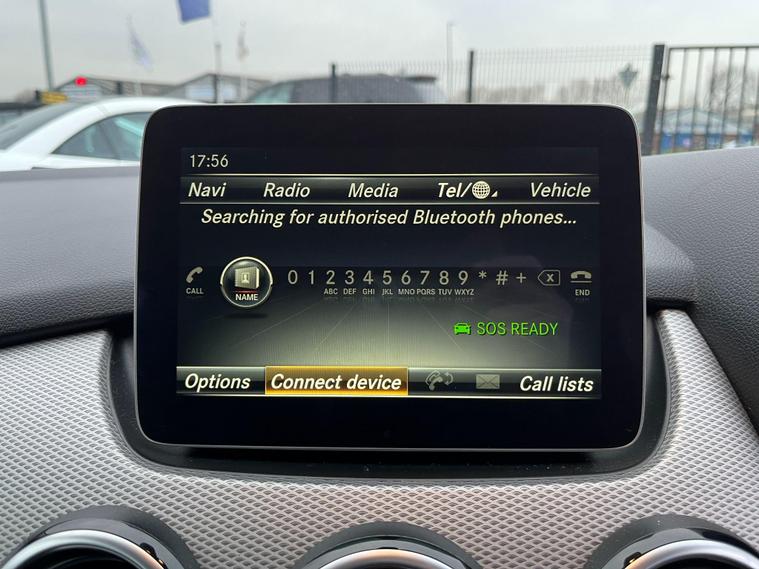 17:56
Navi Radio Media Tel/ Vehicle
Searching for authorised Bluetooth phones...
0 1 2 3 4 5 6 7 8 9 * # +
CALL NAME ABC DEF GHI JKL MNO PQRS TUV WXYZ END
SOS READY
Options Connect device Call lists